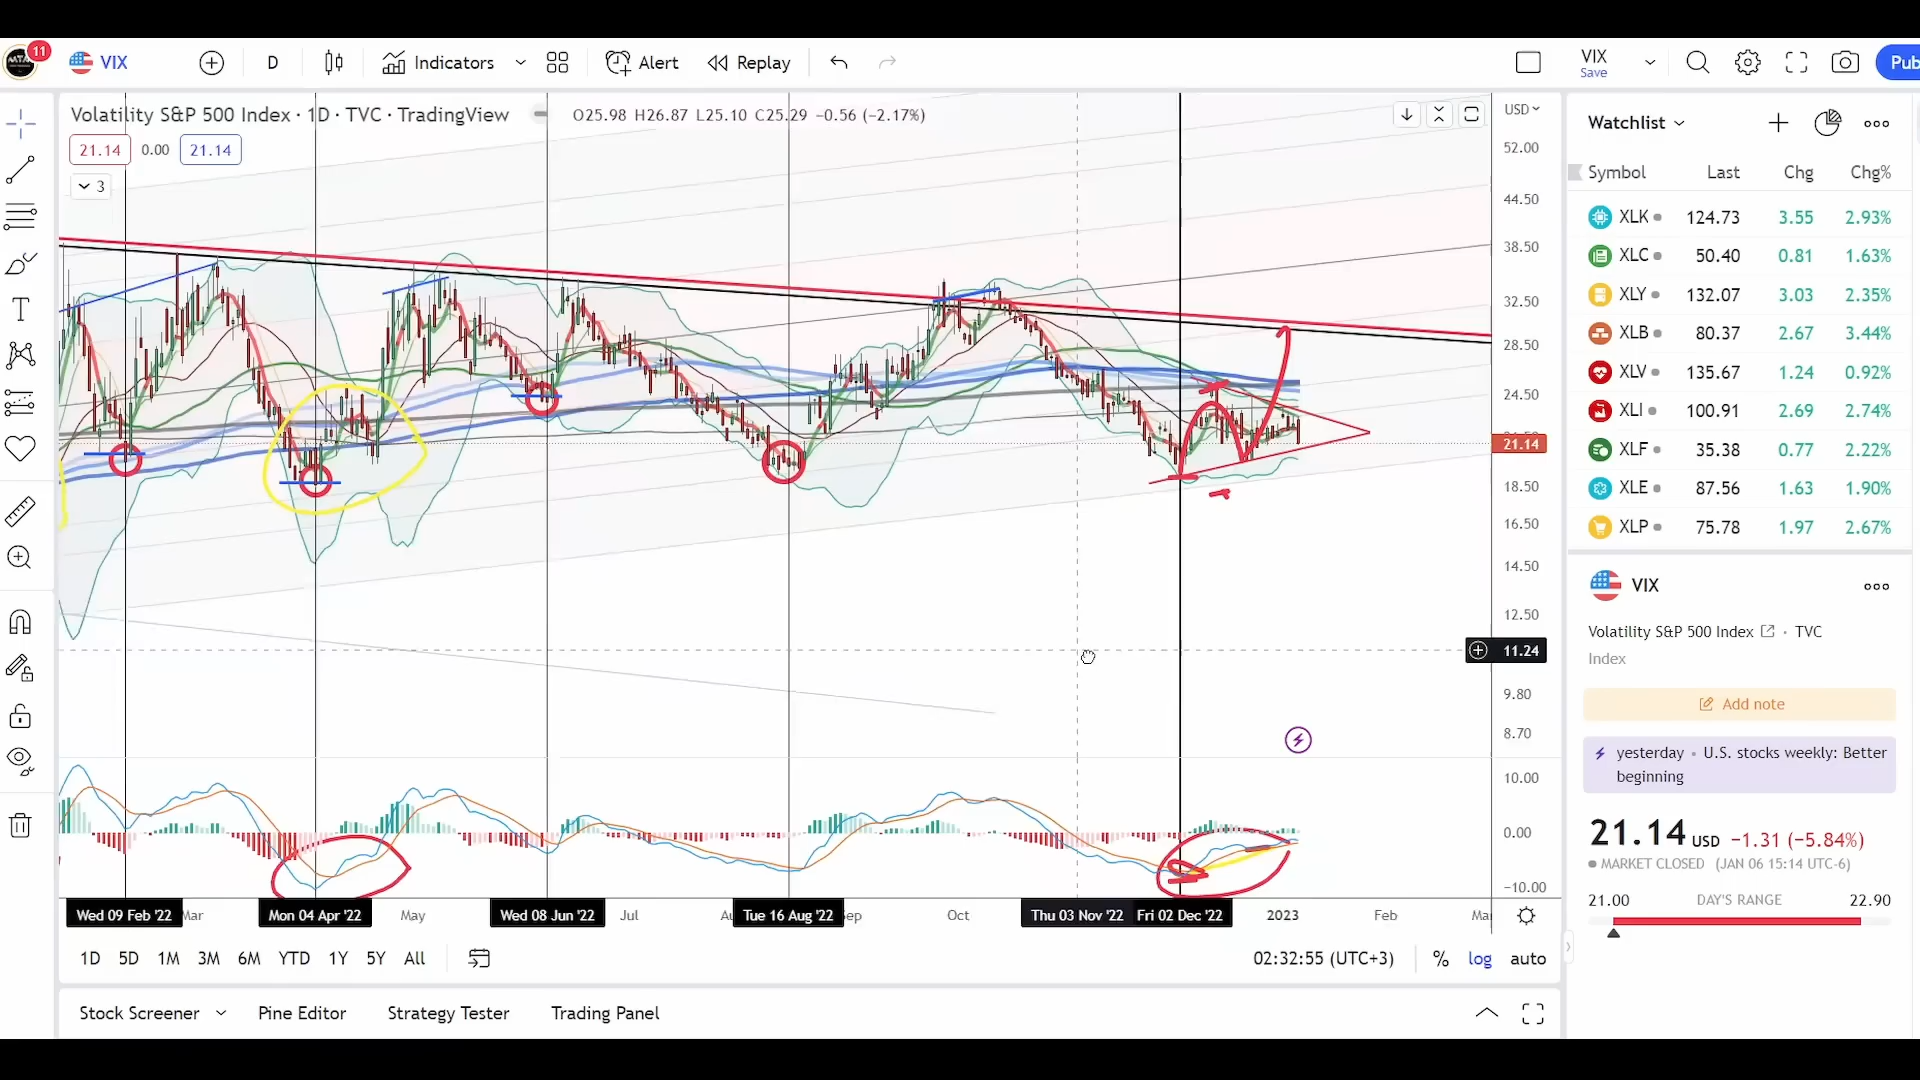 11
VIX
D
Indicators
Alert
Replay
VIX
Save
Pub
Volatility S&P 500 Index · 1D · TVC · TradingView
O25.98 H26.87 L25.10 C25.29 −0.56 (−2.17%)
21.14 0.00 21.14
3
USD
52.00
44.50
38.50
32.50
28.50
24.50
21.14
18.50
16.50
14.50
12.50
11.24
9.80
8.70
10.00
0.00
−10.00
Wed 09 Feb '22 Mar Mon 04 Apr '22 May Wed 08 Jun '22 Jul Tue 16 Aug '22 Oct Thu 03 Nov '22 Fri 02 Dec '22 2023 Feb
1D 5D 1M 3M 6M YTD 1Y 5Y All
02:32:55 (UTC+3) % log auto
Stock Screener Pine Editor Strategy Tester Trading Panel
Watchlist
Symbol Last Chg Chg%
XLK 124.73 3.55 2.93%
XLC 50.40 0.81 1.63%
XLY 132.07 3.03 2.35%
XLB 80.37 2.67 3.44%
XLV 135.67 1.24 0.92%
XLI 100.91 2.69 2.74%
XLF 35.38 0.77 2.22%
XLE 87.56 1.63 1.90%
XLP 75.78 1.97 2.67%
VIX
Volatility S&P 500 Index · TVC
Index
Add note
yesterday · U.S. stocks weekly: Better
beginning
21.14 USD −1.31 (−5.84%)
MARKET CLOSED (JAN 06 15:14 UTC-6)
21.00 DAY'S RANGE 22.90